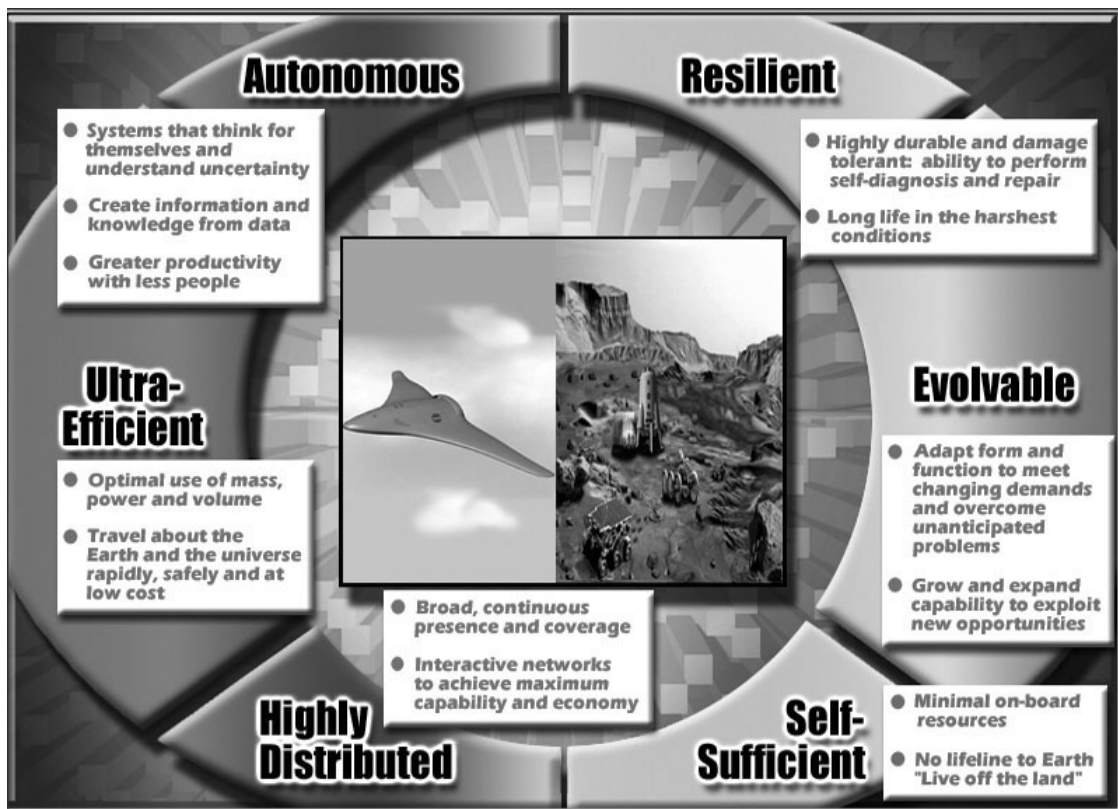 Autonomous
● Systems that think for
themselves and
understand uncertainty
● Create information and
knowledge from data
● Greater productivity
with less people
Resilient
● Highly durable and damage
tolerant: ability to perform
self-diagnosis and repair
● Long life in the harshest
conditions
Ultra-
Efficient
● Optimal use of mass,
power and volume
● Travel about the
Earth and the universe
rapidly, safely and at
low cost
Evolvable
● Adapt form and
function to meet
changing demands
and overcome
unanticipated
problems
● Grow and expand
capability to exploit
new opportunities
Highly
Distributed
● Broad, continuous
presence and coverage
● Interactive networks
to achieve maximum
capability and economy
Self-
Sufficient
● Minimal on-board
resources
● No lifeline to Earth
"Live off the land"